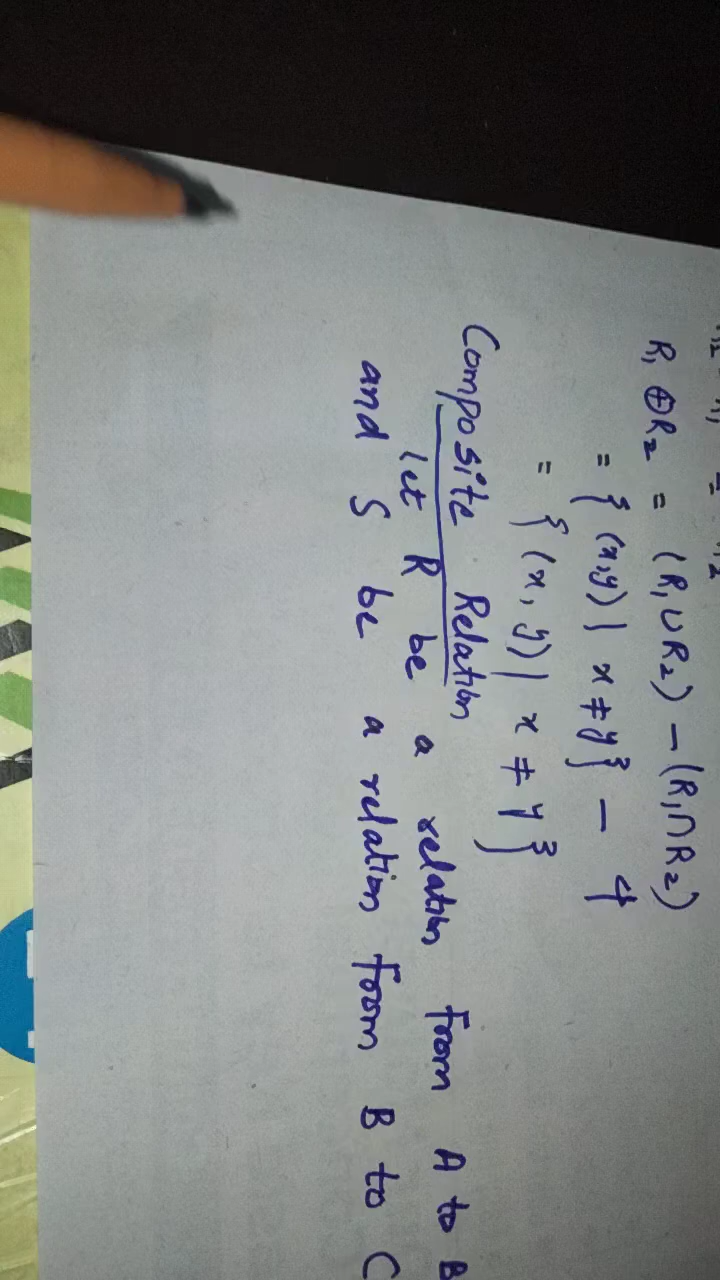 R₁ ⊕ R₂ = (R₁ ∪ R₂) − (R₁ ∩ R₂)
= { (x,y) | x ≠ y } − ϕ
= { (x, y) | x ≠ y }
Composite Relation
let R be a relation from A to B
and S be a relation from B to C